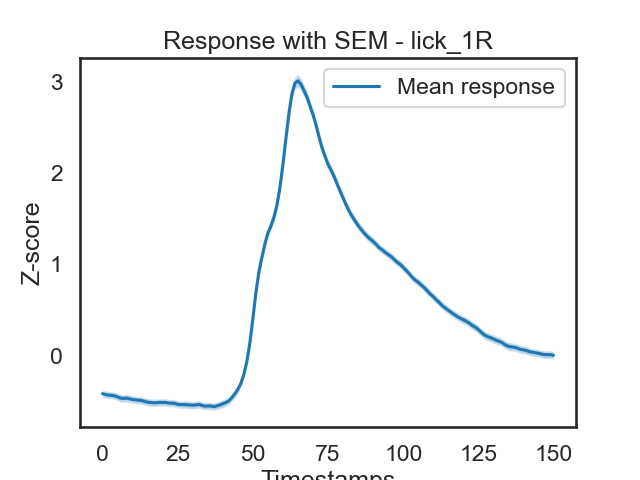 Response with SEM - lick_1R
Mean response
3
2
1
0
Z-score
0 25 50 75 100 125 150
Timestamps